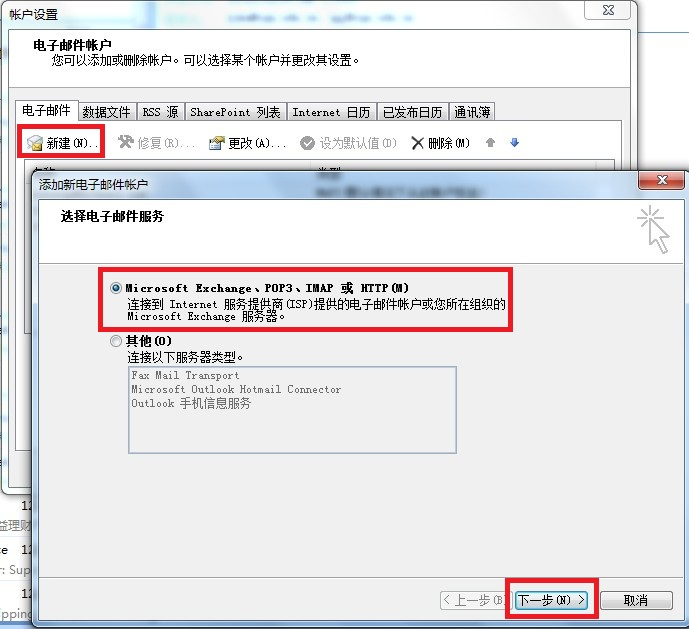 帐户设置
电子邮件帐户
您可以添加或删除帐户。可以选择某个帐户并更改其设置。
电子邮件 数据文件 RSS 源 SharePoint 列表 Internet 日历 已发布日历 通讯簿
新建(N)... 修复(R)... 更改(A)... 设为默认值(D) 删除(M)
添加新电子邮件帐户
选择电子邮件服务
Microsoft Exchange、POP3、IMAP 或 HTTP(M)
连接到 Internet 服务提供商(ISP)提供的电子邮件帐户或您所在组织的
Microsoft Exchange 服务器。
其他(O)
连接以下服务器类型。
Fax Mail Transport
Microsoft Outlook Hotmail Connector
Outlook 手机信息服务
12
益理财
12
: Sup
12
pping
< 上一步(B) 下一步(N) > 取消